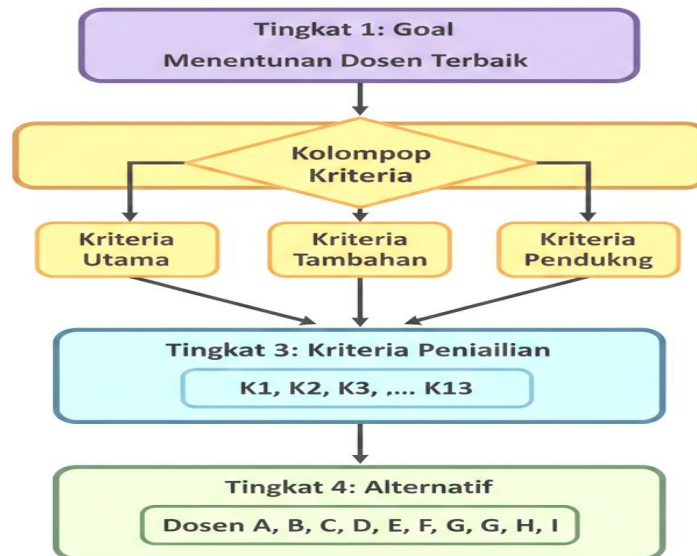 Tingkat 1: Goal
Menentunan Dosen Terbaik
Kolompop
Kriteria
Kriteria
Utama
Kriteria
Tambahan
Kriteria
Pendukng
Tingkat 3: Kriteria Peniailian
K1, K2, K3, ,... K13
Tingkat 4: Alternatif
Dosen A, B, C, D, E, F, G, G, H, I